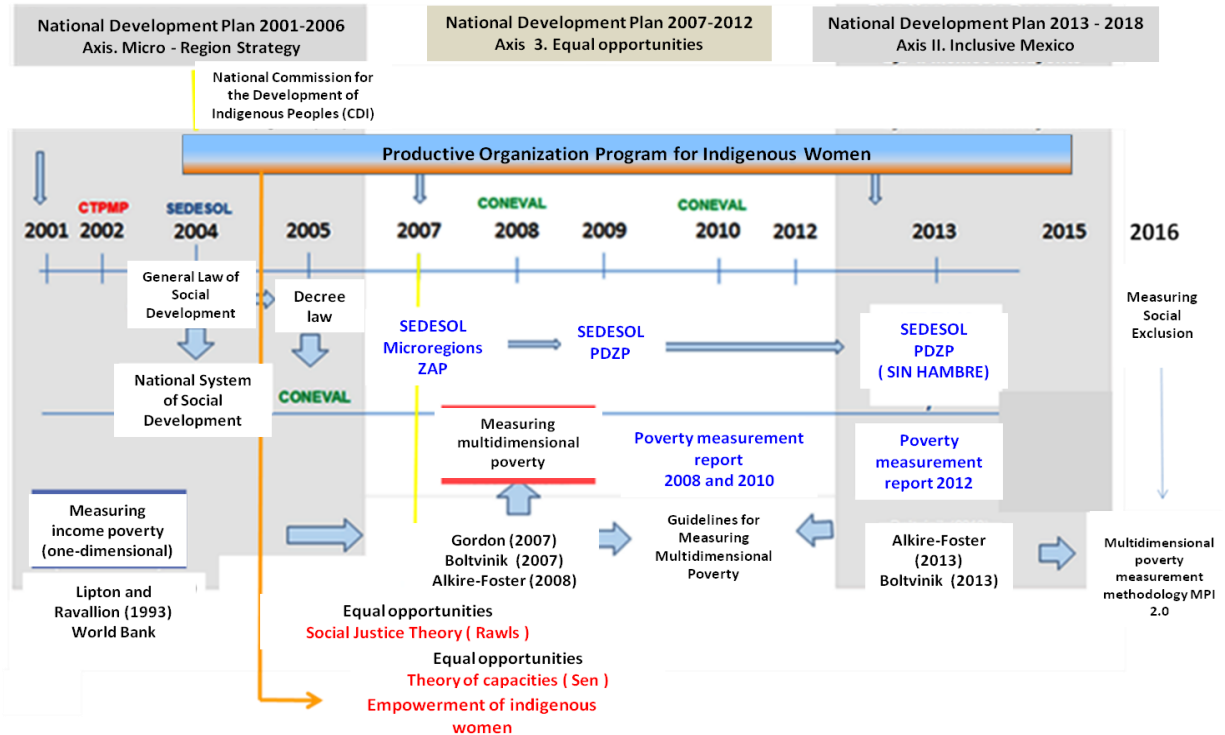 National Development Plan 2001-2006
Axis. Micro - Region Strategy
National Development Plan 2007-2012
Axis 3. Equal opportunities
National Development Plan 2013 - 2018
Axis II. Inclusive Mexico
National Commission for
the Development of
Indigenous Peoples (CDI)
Productive Organization Program for Indigenous Women
CTPMP
SEDESOL
CONEVAL
CONEVAL
2001
2002
2004
2005
2007
2008
2009
2010
2012
2013
2015
2016
General Law of
Social
Development
Decree
law
National System
of Social
Development
CONEVAL
SEDESOL
Microregions
ZAP
SEDESOL
PDZP
SEDESOL
PDZP
( SIN HAMBRE)
Measuring
Social
Exclusion
Measuring
multidimensional
poverty
Poverty measurement
report
2008 and 2010
Poverty
measurement
report 2012
Measuring
income poverty
(one-dimensional)
Lipton and
Ravallion (1993)
World Bank
Gordon (2007)
Boltvinik (2007)
Alkire-Foster (2008)
Guidelines for
Measuring
Multidimensional
Poverty
Alkire-Foster
(2013)
Boltvinik (2013)
Multidimensional
poverty
measurement
methodology MPI
2.0
Equal opportunities
Social Justice Theory ( Rawls )
Equal opportunities
Theory of capacities ( Sen )
Empowerment of indigenous
women